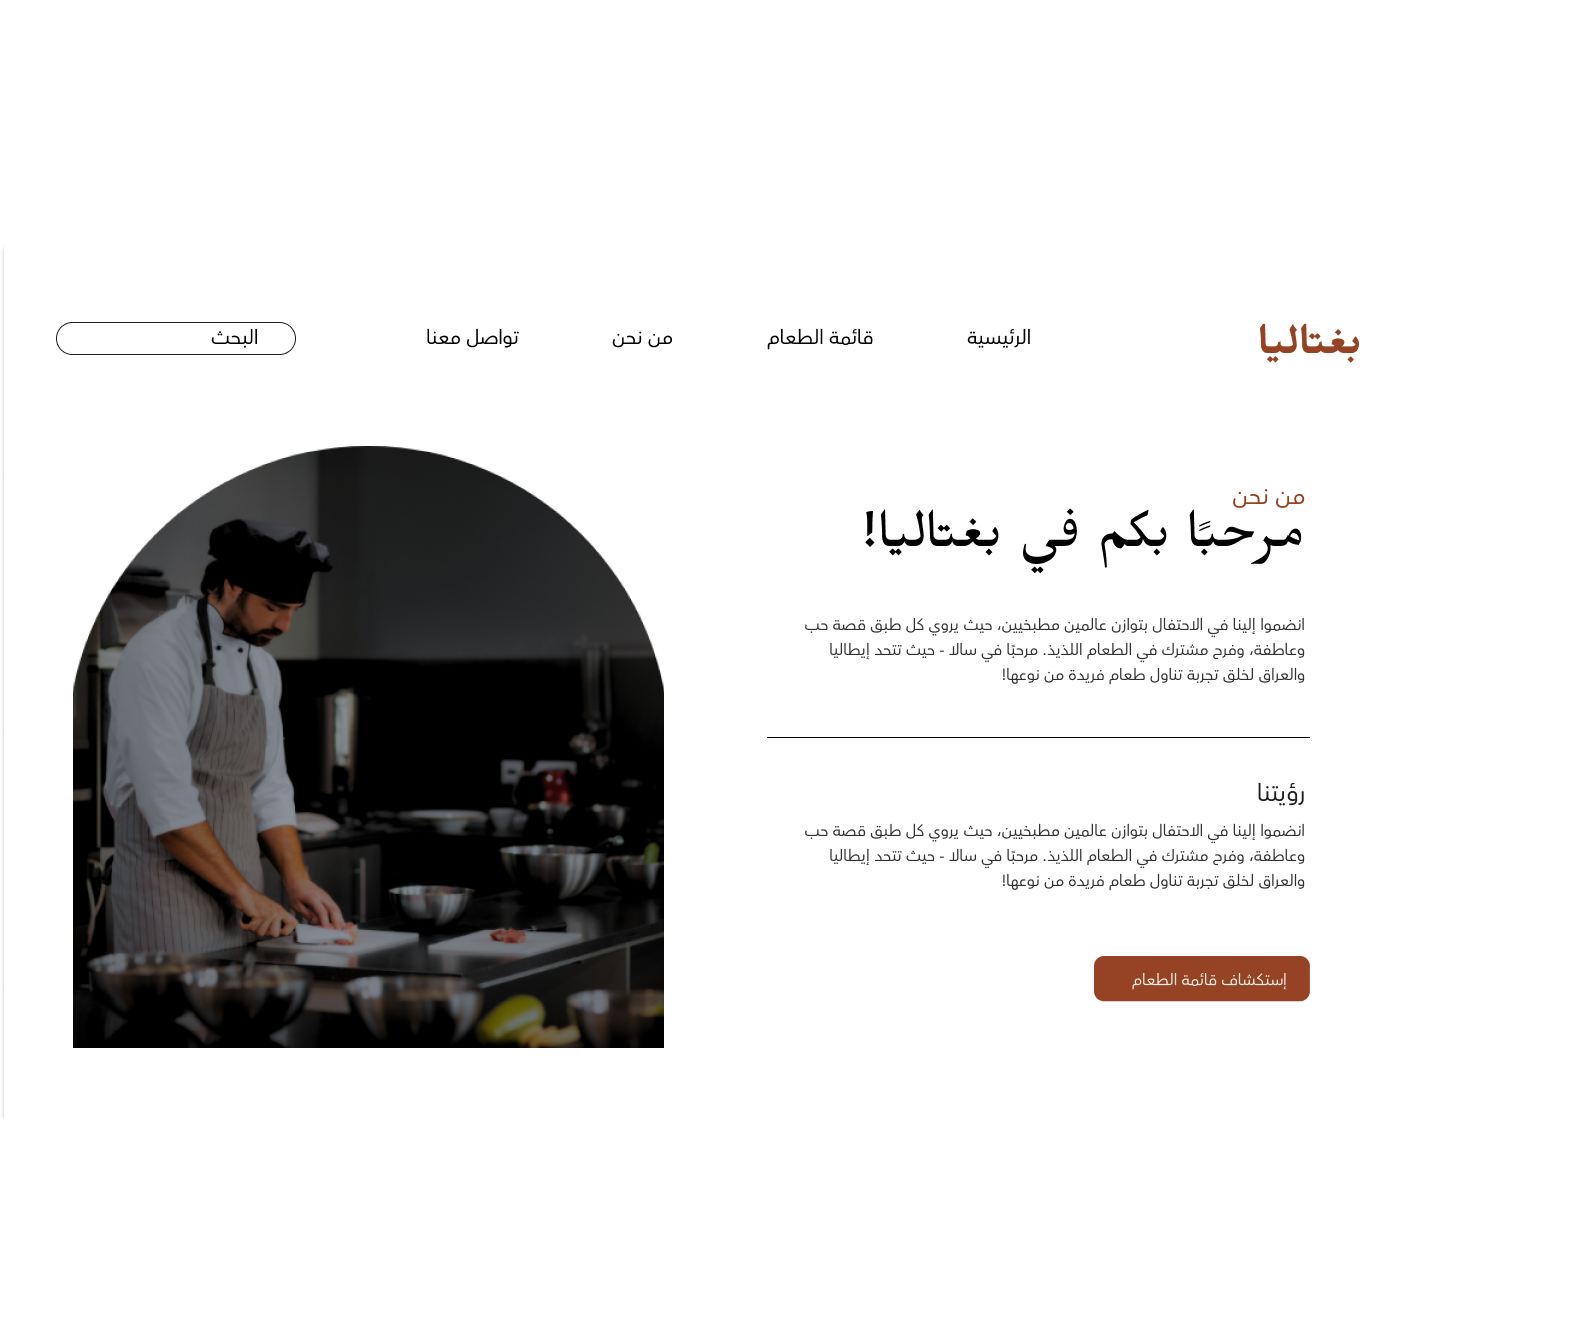 بغتاليا
الرئيسية
قائمة الطعام
من نحن
تواصل معنا
البحث
من نحن
مرحبًا بكم في بغتاليا!
انضموا إلينا في الاحتفال بتوازن عالمين مطبخيين، حيث يروي كل طبق قصة حب
وعاطفة، وفرح مشترك في الطعام اللذيذ. مرحبًا في سالا - حيث تتحد إيطاليا
والعراق لخلق تجربة تناول طعام فريدة من نوعها!
رؤيتنا
انضموا إلينا في الاحتفال بتوازن عالمين مطبخيين، حيث يروي كل طبق قصة حب
وعاطفة، وفرح مشترك في الطعام اللذيذ. مرحبًا في سالا - حيث تتحد إيطاليا
والعراق لخلق تجربة تناول طعام فريدة من نوعها!
إستكشاف قائمة الطعام